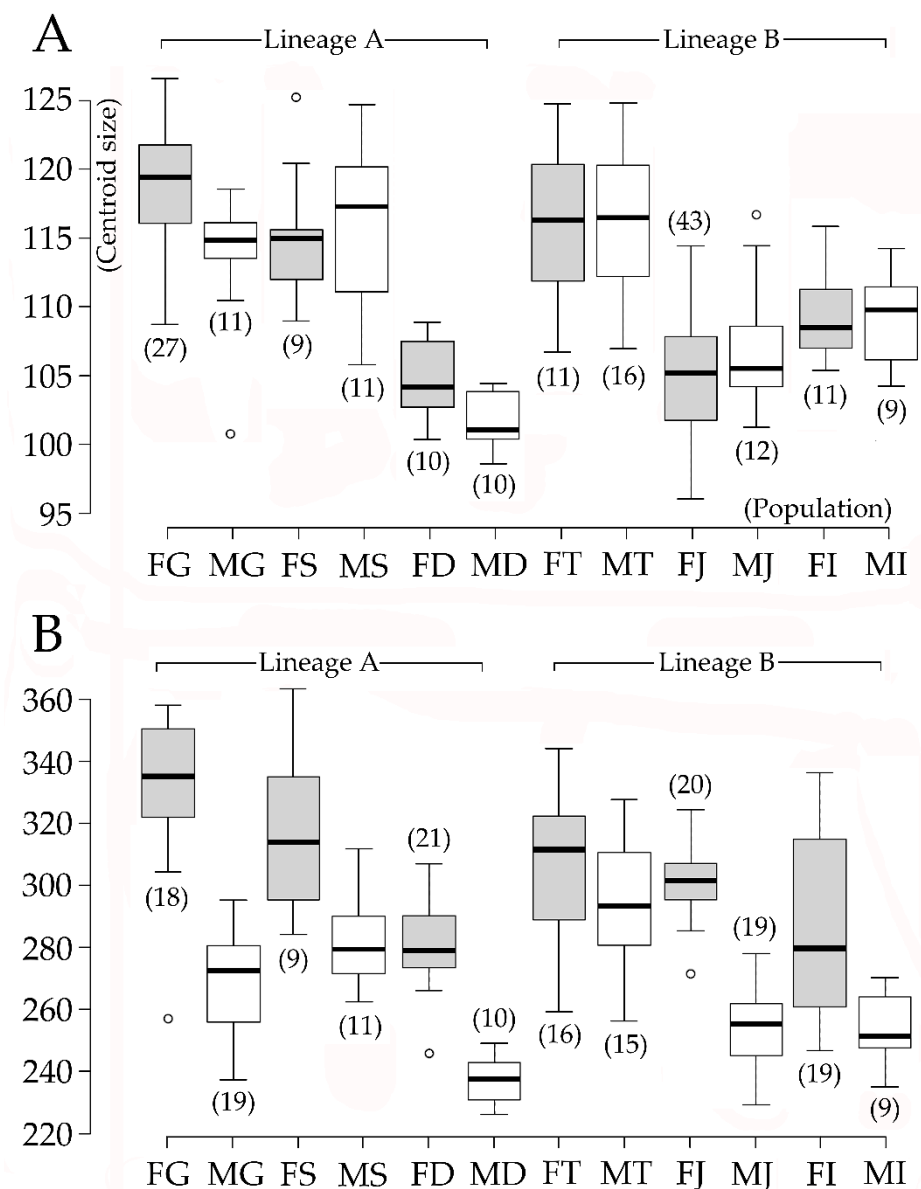 A
Lineage A Lineage B
(Centroid size)
125
120
115
110
105
100
95
(27) (11) (9) (11) (10) (10) (11) (16) (43) (12) (11) (9)
(Population)
FG MG FS MS FD MD FT MT FJ MJ FI MI
B
Lineage A Lineage B
360
340
320
300
280
260
240
220
(18) (19) (9) (11) (21) (10) (16) (15) (20) (19) (19) (9)
FG MG FS MS FD MD FT MT FJ MJ FI MI